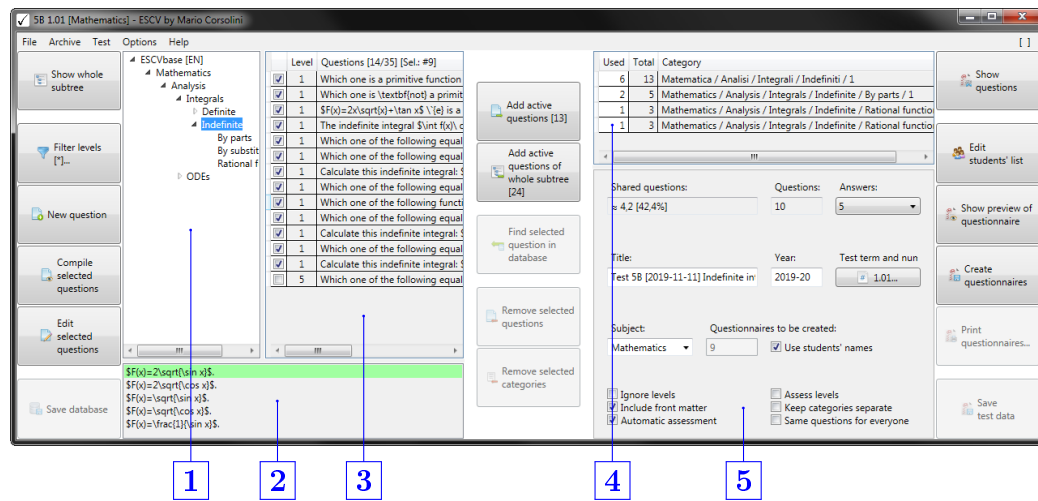 5B 1.01 [Mathematics] - ESCV by Mario Corsolini
File Archive Test Options Help [ ]
Show whole
subtree
Filter levels
[*]...
New question
Compile
selected
questions
Edit
selected
questions
Save database
ESCVbase [EN]
Mathematics
Analysis
Integrals
Definite
Indefinite
By parts
By substit
Rational f
ODEs
Level Questions [14/35] [Sel.: #9]
1 Which one is a primitive function
1 Which one is \textbf{not} a primit
1 $F(x)=2x\sqrt{x}+\tan x$ \`{e} is a
1 The indefinite integral $\int f(x)\
1 Which one of the following equal
1 Which one of the following equal
1 Calculate this indefinite integral: $
1 Which one of the following equal
1 Which one of the following functi
1 Which one of the following equal
1 Calculate this indefinite integral: $
1 Which one of the following equal
1 Calculate this indefinite integral: $
5 Which one of the following equal
$F(x)=2\sqrt{\sin x}$.
$F(x)=2\sqrt{\cos x}$.
$F(x)=\sqrt{\sin x}$.
$F(x)=\sqrt{\cos x}$.
$F(x)=\frac{1}{\sin x}$.
Add active
questions [13]
Add active
questions of
whole subtree
[24]
Find selected
question in
database
Remove selected
questions
Remove selected
categories
Used Total Category
6 13 Matematica / Analisi / Integrali / Indefiniti / 1
2 5 Mathematics / Analysis / Integrals / Indefinite / By parts / 1
1 3 Mathematics / Analysis / Integrals / Indefinite / Rational functio
1 3 Mathematics / Analysis / Integrals / Indefinite / Rational functio
Shared questions: Questions: Answers:
≈ 4,2 [42,4%] 10 5
Title: Year: Test term and nun
Test 5B [2019-11-11] Indefinite in 2019-20 # 1.01...
Subject: Questionnaires to be created:
Mathematics 9 Use students' names
Ignore levels Assess levels
Include front matter Keep categories separate
Automatic assessment Same questions for everyone
Show
questions
Edit
students' list
Show preview of
questionnaire
Create
questionnaires
Print
questionnaires...
Save
test data
1 2 3 4 5